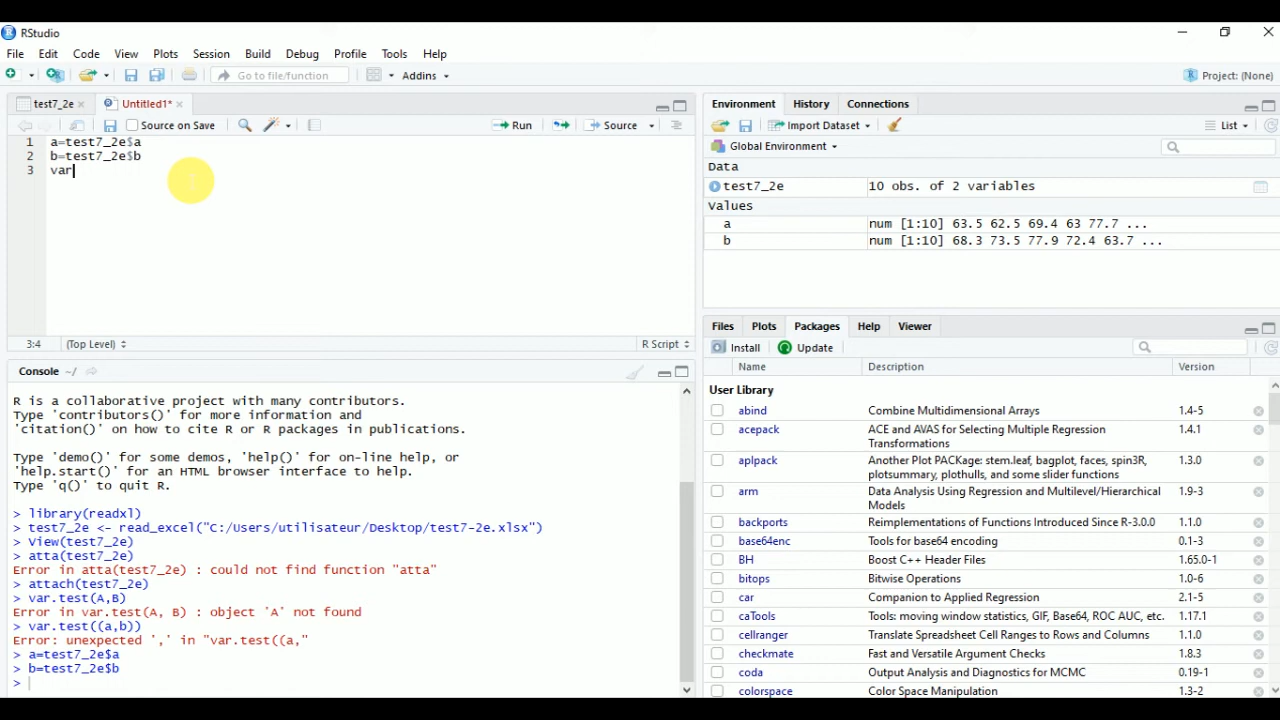 RStudio
File Edit Code View Plots Session Build Debug Profile Tools Help
Go to file/function Addins Project: (None)
test7_2e Untitled1*
Source on Save Run Source
1 a=test7_2e$a
2 b=test7_2e$b
3 var
3:4 (Top Level) R Script
Console ~/
R is a collaborative project with many contributors.
Type 'contributors()' for more information and
'citation()' on how to cite R or R packages in publications.
Type 'demo()' for some demos, 'help()' for on-line help, or
'help.start()' for an HTML browser interface to help.
Type 'q()' to quit R.
> library(readxl)
> test7_2e <- read_excel("C:/Users/utilisateur/Desktop/test7-2e.xlsx")
> View(test7_2e)
> atta(test7_2e)
Error in atta(test7_2e) : could not find function "atta"
> attach(test7_2e)
> var.test(A,B)
Error in var.test(A, B) : object 'A' not found
> var.test((a,b))
Error: unexpected ',' in "var.test((a,"
> a=test7_2e$a
> b=test7_2e$b
>
Environment History Connections
Import Dataset List
Global Environment
Data
test7_2e 10 obs. of 2 variables
Values
a num [1:10] 63.5 62.5 69.4 63 77.7 ...
b num [1:10] 68.3 73.5 77.9 72.4 63.7 ...
Files Plots Packages Help Viewer
Install Update
Name Description Version
User Library
abind Combine Multidimensional Arrays 1.4-5
acepack ACE and AVAS for Selecting Multiple Regression 1.4.1
Transformations
aplpack Another Plot PACKage: stem.leaf, bagplot, faces, spin3R, 1.3.0
plotsummary, plothulls, and some slider functions
arm Data Analysis Using Regression and Multilevel/Hierarchical 1.9-3
Models
backports Reimplementations of Functions Introduced Since R-3.0.0 1.1.0
base64enc Tools for base64 encoding 0.1-3
BH Boost C++ Header Files 1.65.0-1
bitops Bitwise Operations 1.0-6
car Companion to Applied Regression 2.1-5
caTools Tools: moving window statistics, GIF, Base64, ROC AUC, etc. 1.17.1
cellranger Translate Spreadsheet Cell Ranges to Rows and Columns 1.1.0
checkmate Fast and Versatile Argument Checks 1.8.3
coda Output Analysis and Diagnostics for MCMC 0.19-1
colorspace Color Space Manipulation 1.3-2